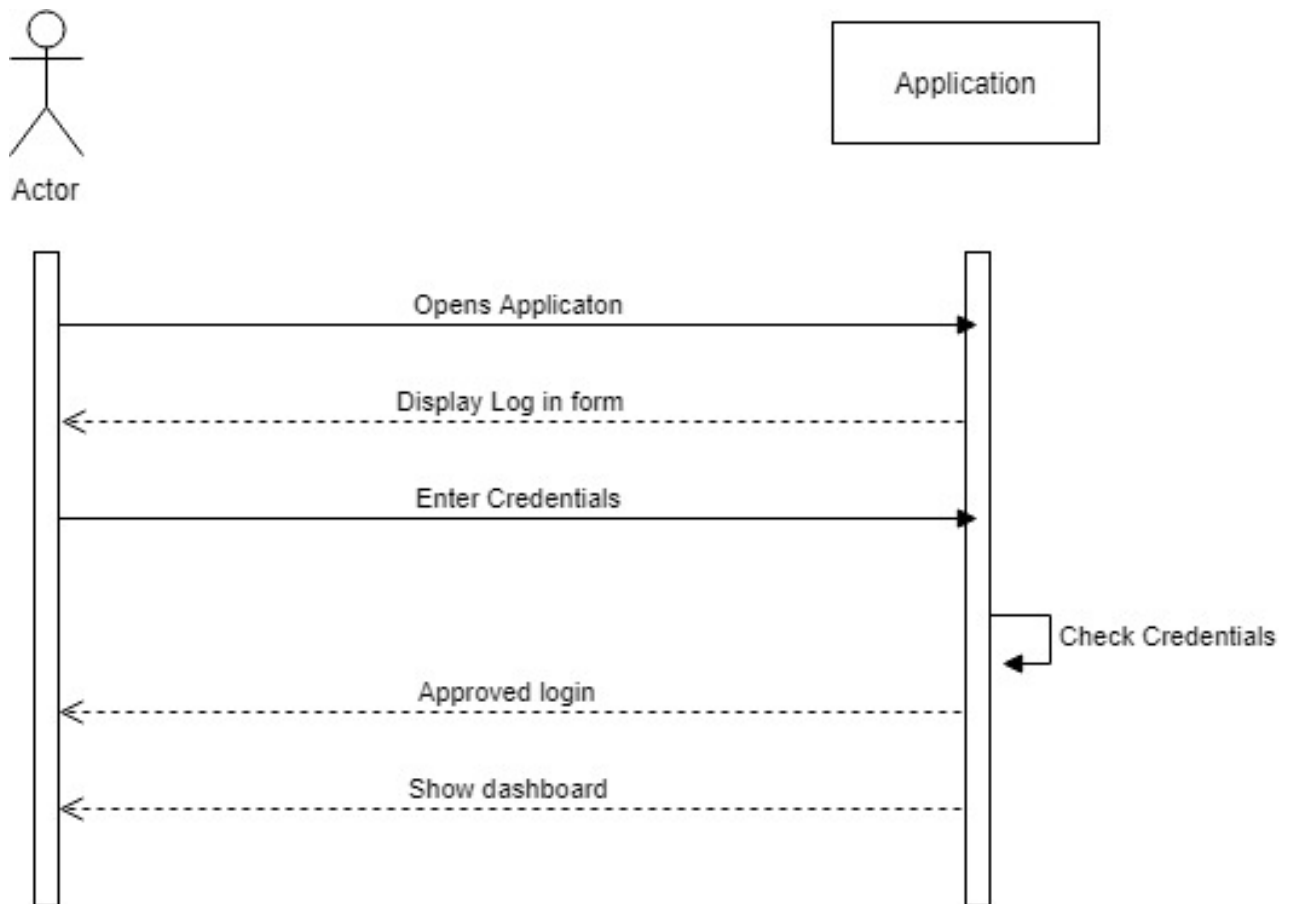 Application
Actor
Opens Applicaton
Display Log in form
Enter Credentials
Check Credentials
Approved login
Show dashboard